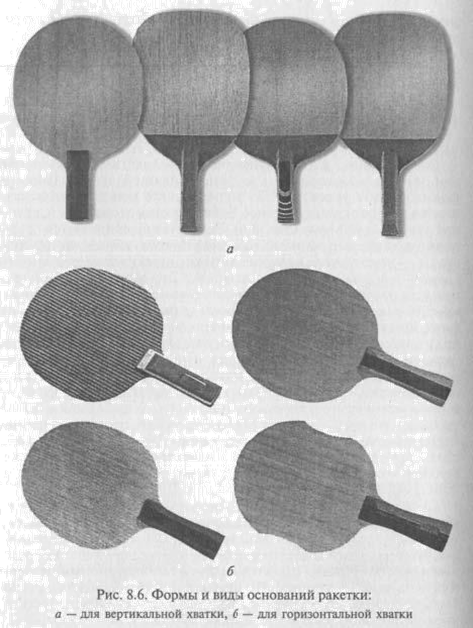 а
б
Рис. 8.6. Формы и виды оснований ракетки:
а — для вертикальной хватки, б — для горизонтальной хватки